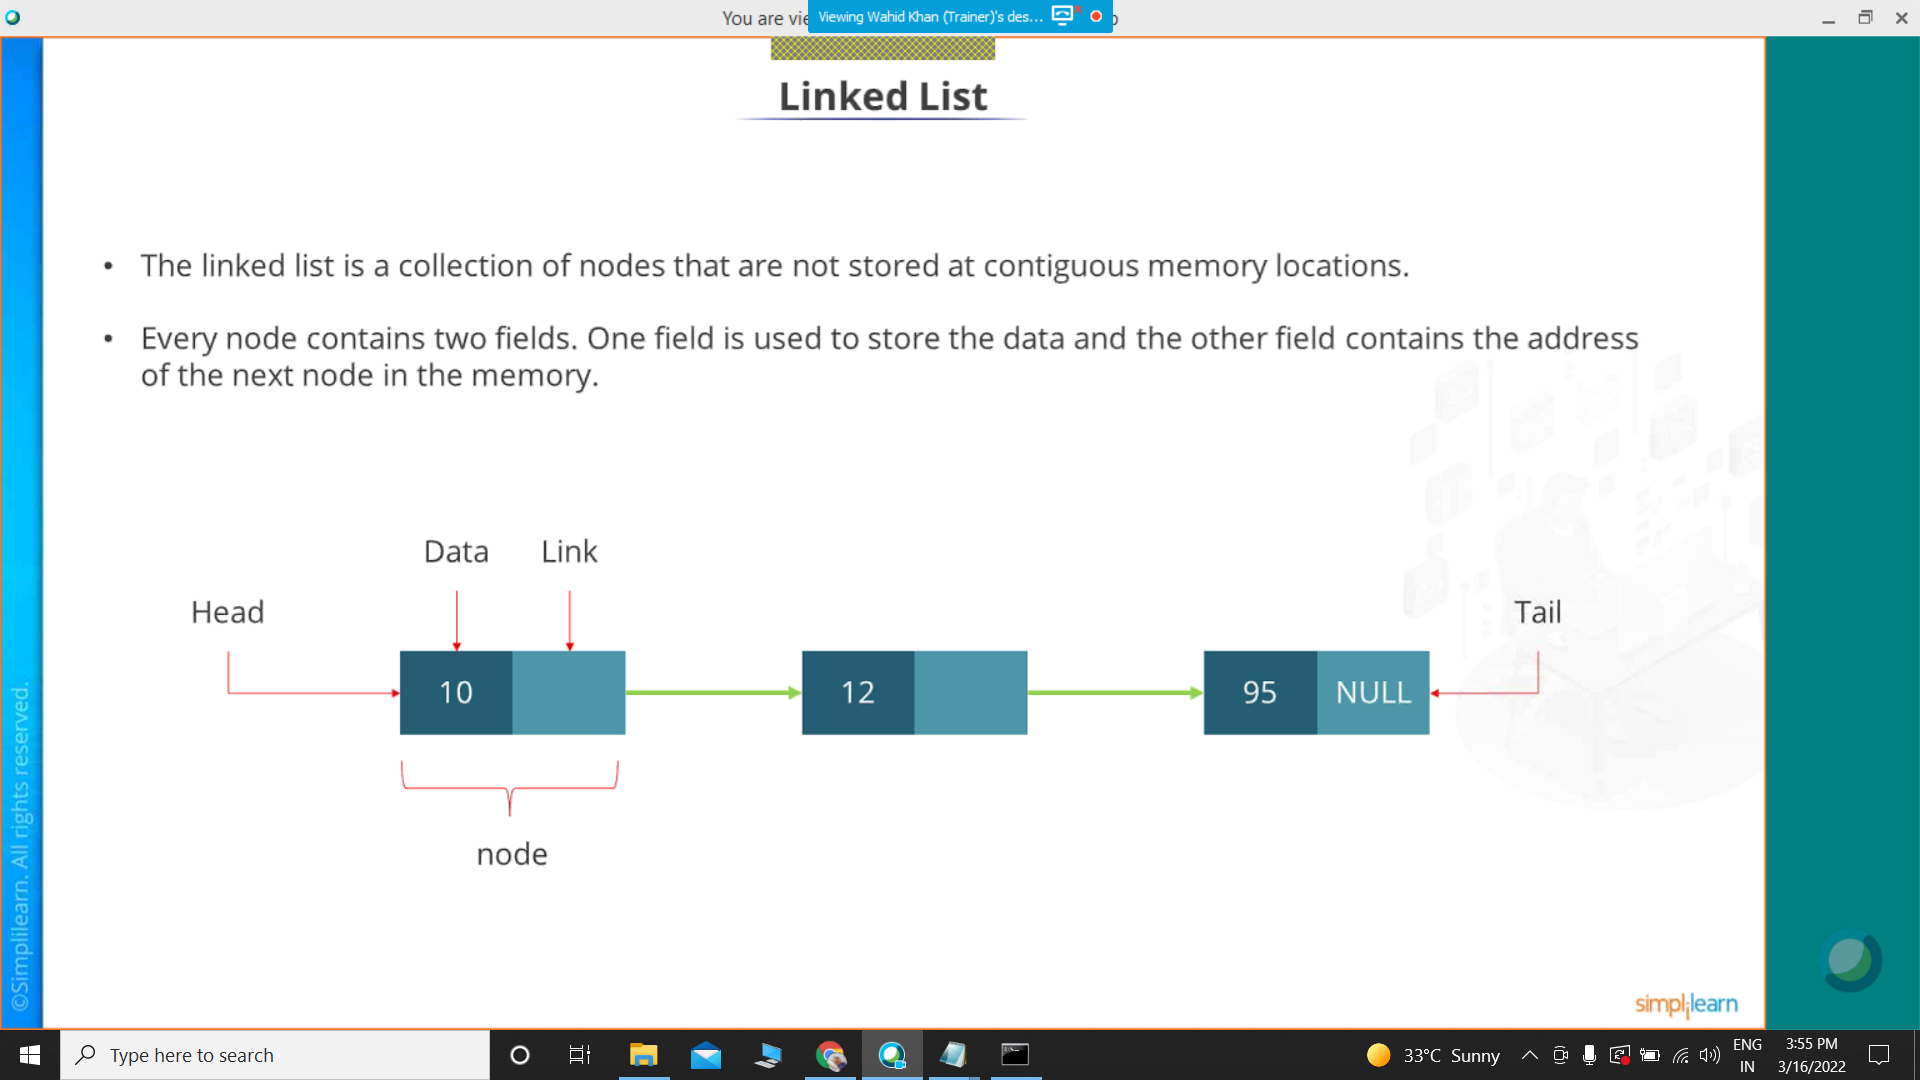 You are vie
Viewing Wahid Khan (Trainer)'s des...
Linked List
• The linked list is a collection of nodes that are not stored at contiguous memory locations.
• Every node contains two fields. One field is used to store the data and the other field contains the address
of the next node in the memory.
Data Link
Head
Tail
10
12
95 NULL
node
©Simplilearn. All rights reserved.
simplilearn
Type here to search
33°C Sunny
ENG
IN
3:55 PM
3/16/2022